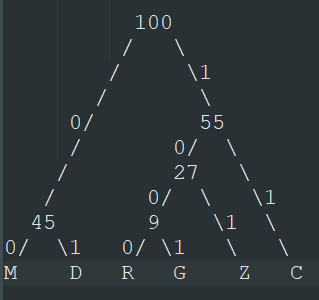 100
/ \
/ \1
/ \
0/ 55
/ 0/ \
/ 27 \
/ 0/ \ \1
45 9 \1 \
0/ \1 0/ \1 \ \
M D R G Z C